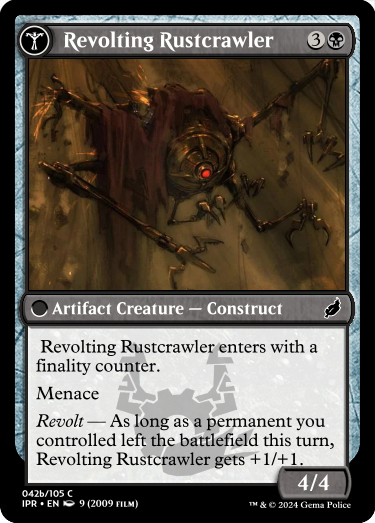 Revolting Rustcrawler 3
Artifact Creature — Construct
Revolting Rustcrawler enters with a
finality counter.
Menace
Revolt — As long as a permanent you
controlled left the battlefield this turn,
Revolting Rustcrawler gets +1/+1.
4/4
042b/105 C
IPR • EN 9 (2009 FILM)
™ & © 2024 Gema Police